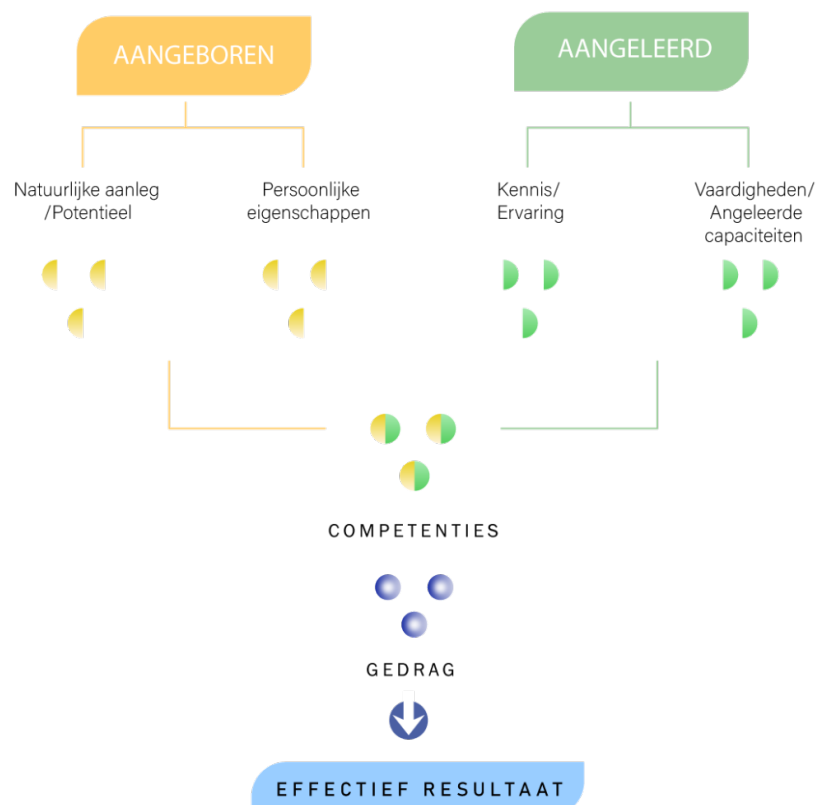 AANGEBOREN
AANGELEERD
Natuurlijke aanleg
/Potentieel
Persoonlijke
eigenschappen
Kennis/
Ervaring
Vaardigheden/
Angeleerde
capaciteiten
COMPETENTIES
GEDRAG
EFFECTIEF RESULTAAT